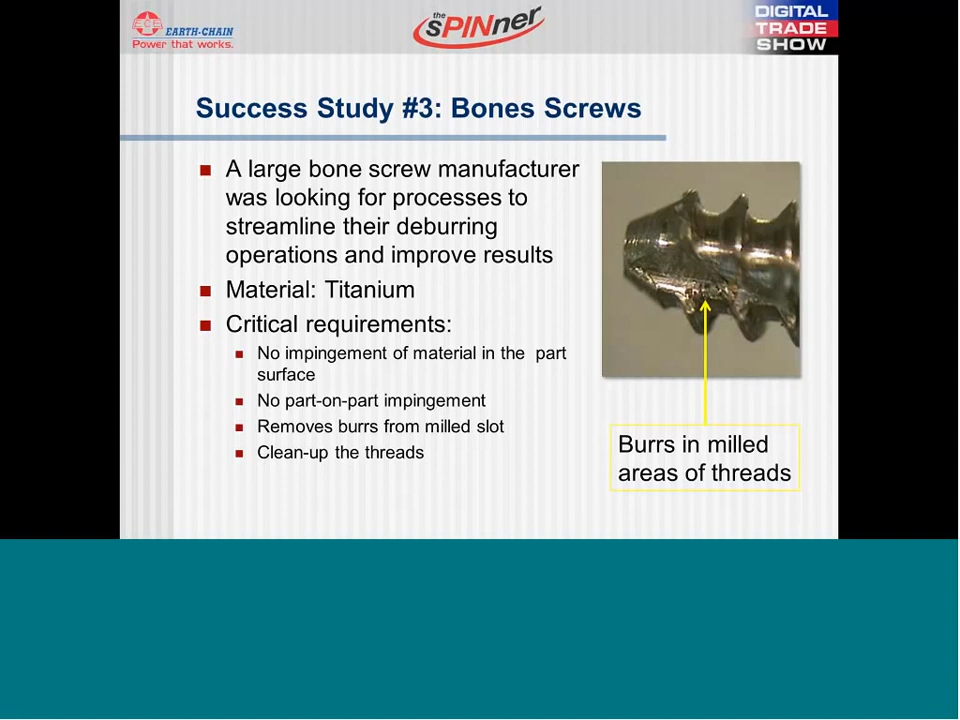 ECE EARTH-CHAIN
Power that works.
the sPINner
DIGITAL
TRADE
SHOW
Success Study #3: Bones Screws
A large bone screw manufacturer
was looking for processes to
streamline their deburring
operations and improve results
Material: Titanium
Critical requirements:
No impingement of material in the part
surface
No part-on-part impingement
Removes burrs from milled slot
Clean-up the threads
Burrs in milled
areas of threads